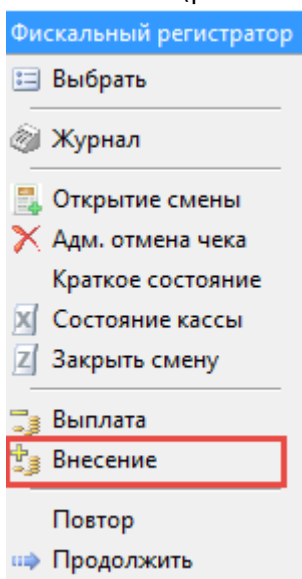 Фискальный регистратор
Выбрать
Журнал
Открытие смены
Адм. отмена чека
Краткое состояние
Состояние кассы
Закрыть смену
Выплата
Внесение
Повтор
Продолжить